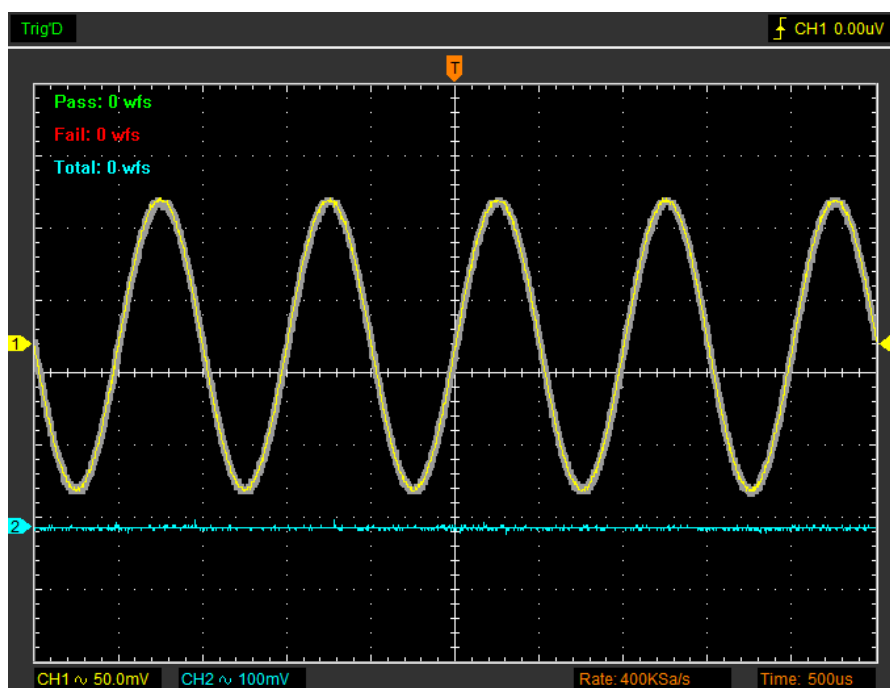 Trig'D CH1 0.00uV
T
Pass: 0 wfs
Fail: 0 wfs
Total: 0 wfs
1
2
CH1 ∿ 50.0mV CH2 ∿ 100mV Rate: 400KSa/s Time: 500us